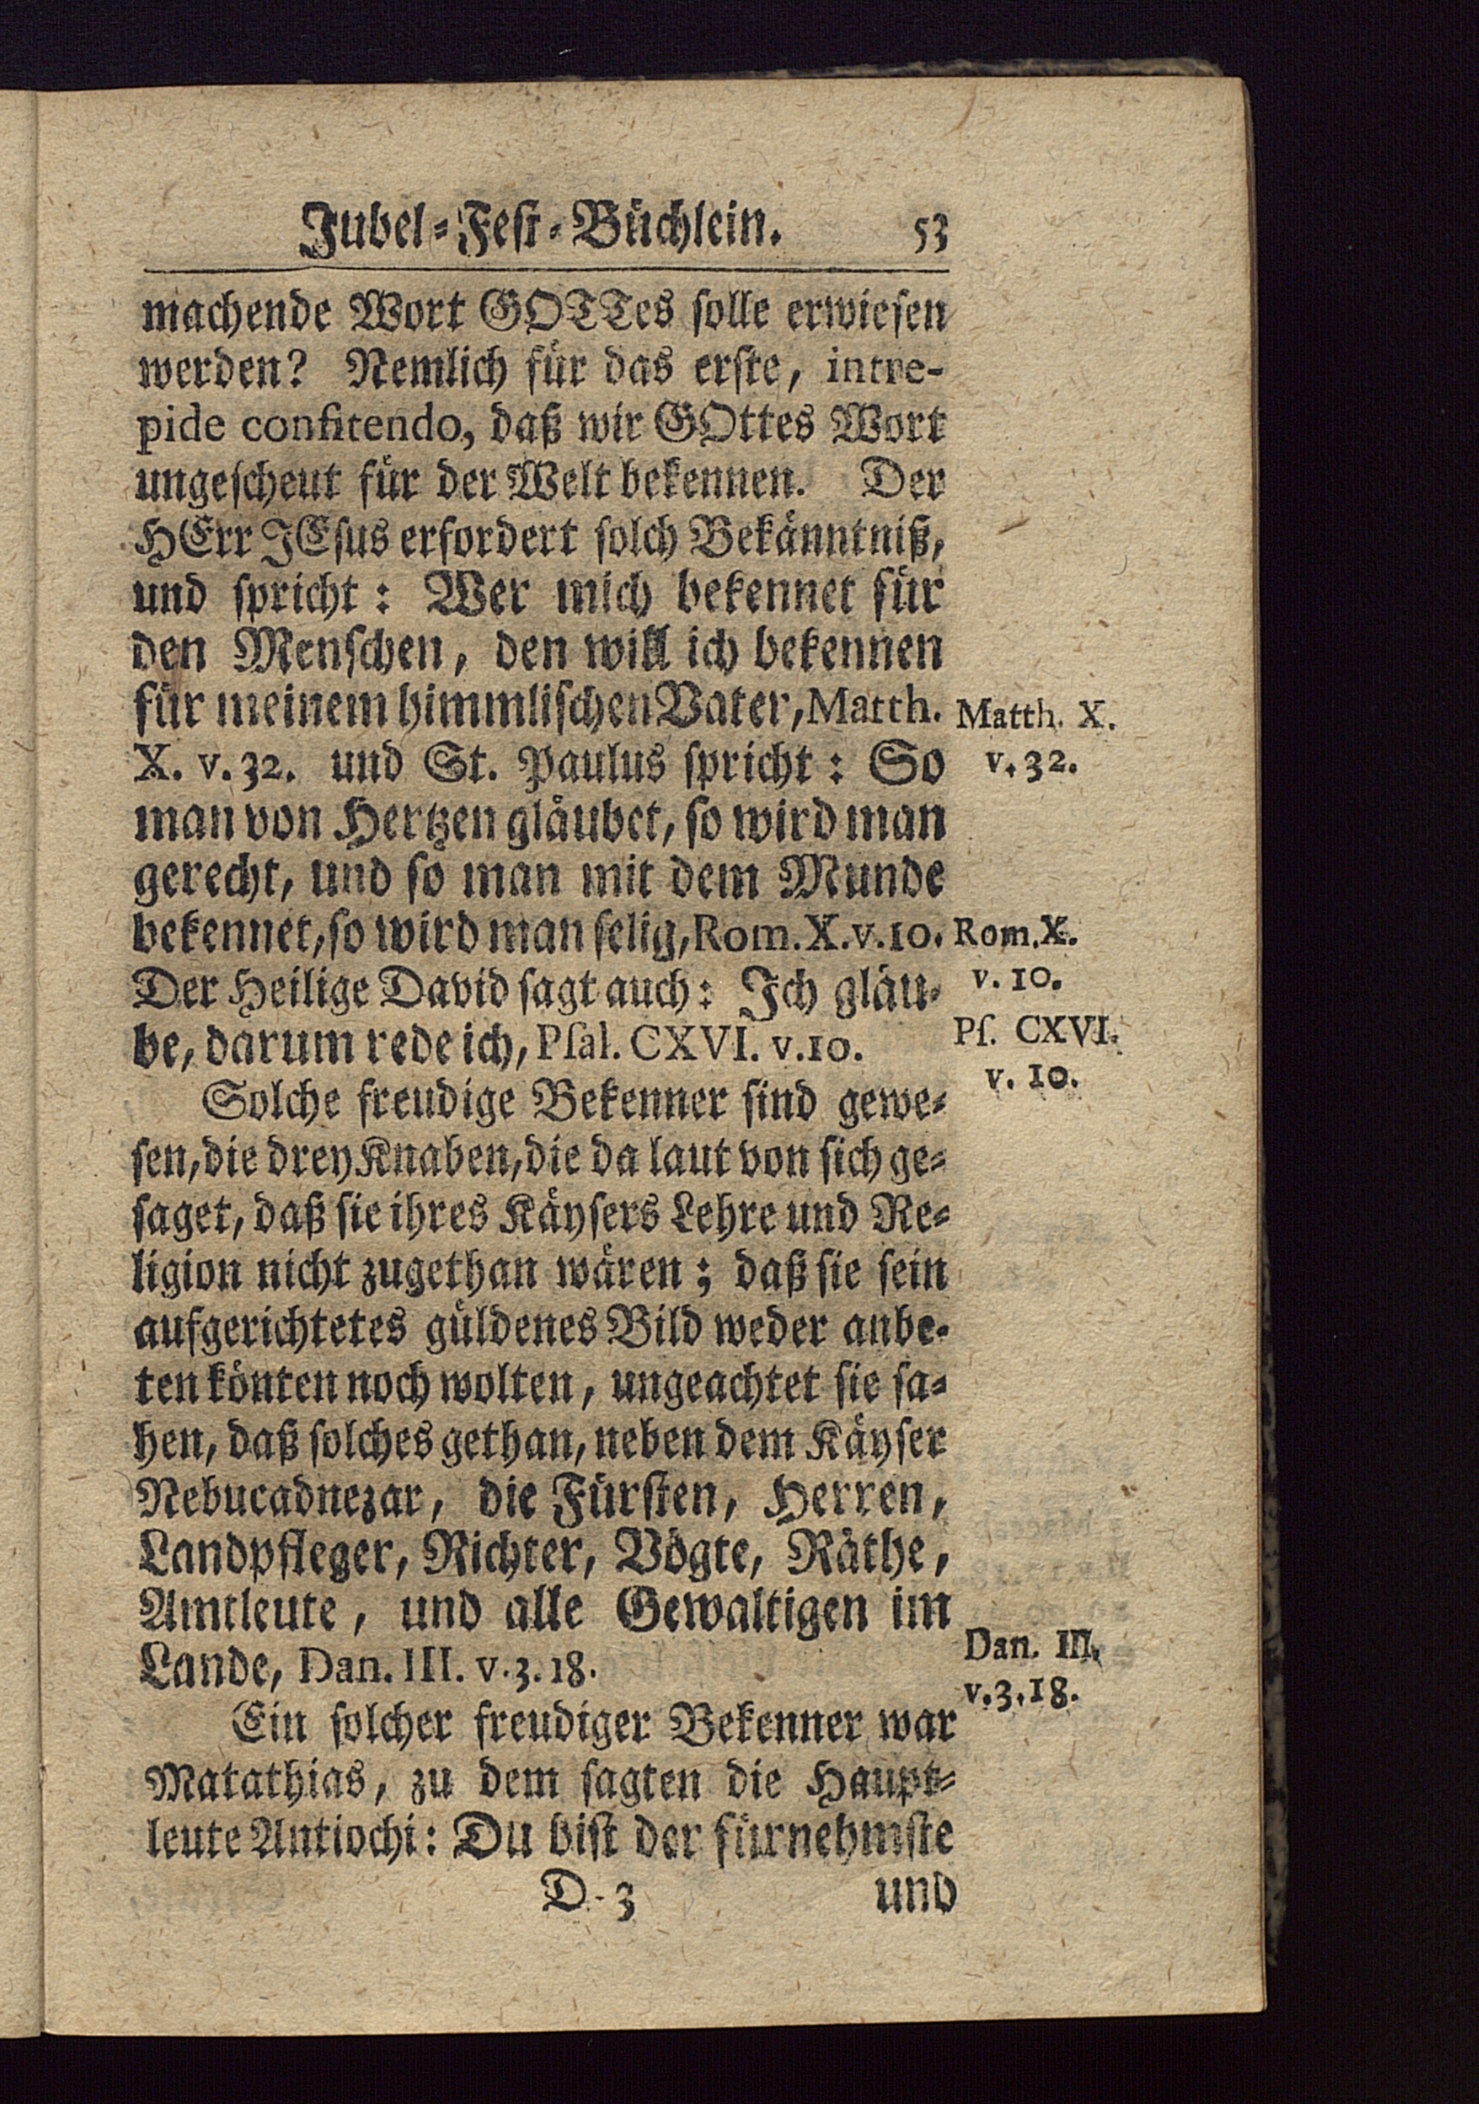 Jubel-Fest-Büchlein. 53
machende Wort GOTTes solle erwiesen
werden? Nemlich für das erste, intre-
pide confitendo, daß wir GOttes Wort
ungescheut für der Welt bekennen. Der
HErr JEsus erfordert solch Bekänntniß,
und spricht: Wer mich bekennet für
den Menschen, den will ich bekennen
für meinem himmlischen Vater, Matth.
X. v. 32. und St. Paulus spricht: So
man von Hertzen gläubet, so wird man
gerecht, und so man mit dem Munde
bekennet, so wird man selig, Rom. X. v. 10.
Der Heilige David sagt auch: Jch gläu-
be, darum rede ich, Pſal. CXVI. v. 10.
Solche freudige Bekenner sind gewe-
sen, die drey Knaben, die da laut von sich ge-
saget, daß sie ihres Käysers Lehre und Re-
ligion nicht zugethan wären; daß sie sein
aufgerichtetes güldenes Bild weder anbe-
ten könten noch wolten, ungeachtet sie sa-
hen, daß solches gethan, neben dem Käyser
Nebucadnezar, die Fürsten, Herren,
Landpfleger, Richter, Vögte, Räthe,
Amtleute, und alle Gewaltigen im
Lande, Dan. III. v. 3. 18.
Ein solcher freudiger Bekenner war
Matathias, zu dem sagten die Haupt-
leute Antiochi: Du bist der fürnehmste
D 3 und
Matth. X.
v. 32.
Rom. X.
v. 10.
Pſ. CXVI.
v. 10.
Dan. III.
v. 3. 18.